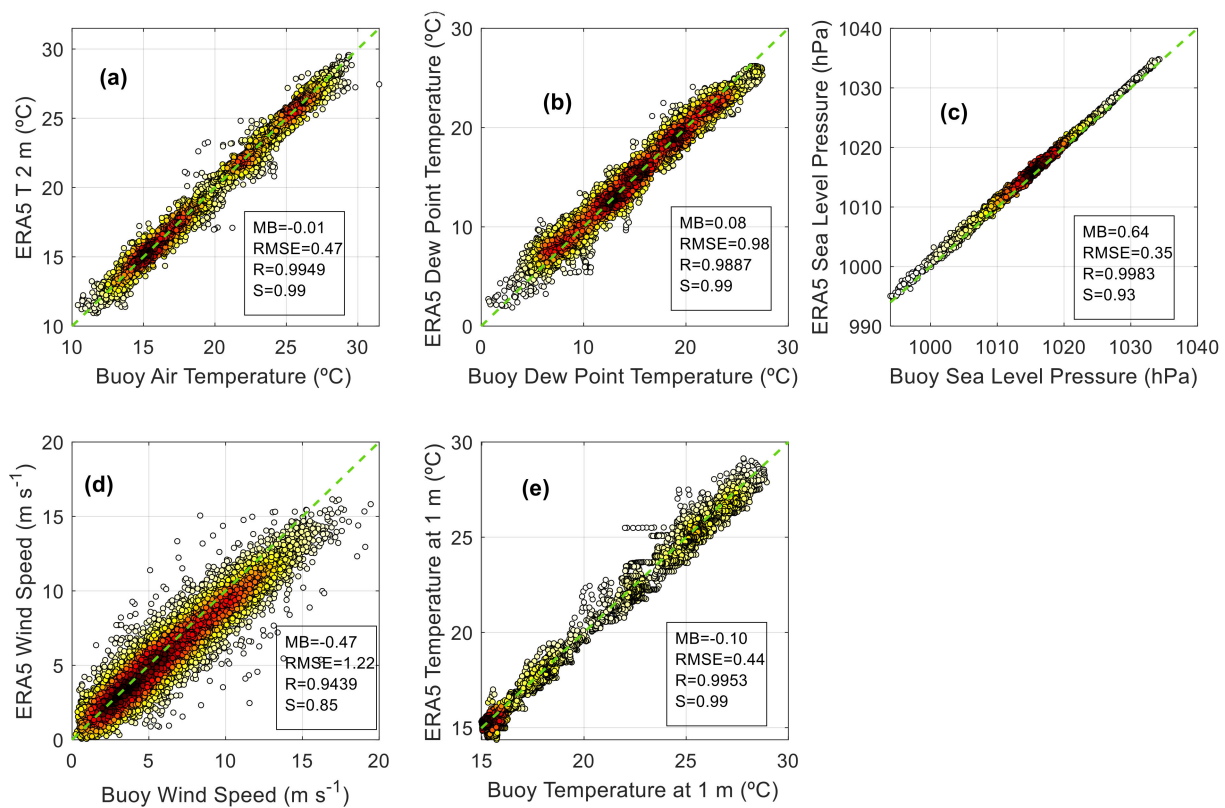 (a)
ERA5 T 2 m (ºC)
30
25
20
15
10
MB=-0.01
RMSE=0.47
R=0.9949
S=0.99
10 15 20 25 30
Buoy Air Temperature (ºC)
(b)
ERA5 Dew Point Temperature (ºC)
30
20
10
0
MB=0.08
RMSE=0.98
R=0.9887
S=0.99
0 10 20 30
Buoy Dew Point Temperature (ºC)
(c)
ERA5 Sea Level Pressure (hPa)
1040
1030
1020
1010
1000
990
MB=0.64
RMSE=0.35
R=0.9983
S=0.93
1000 1010 1020 1030 1040
Buoy Sea Level Pressure (hPa)
(d)
ERA5 Wind Speed (m s-1)
20
15
10
5
0
MB=-0.47
RMSE=1.22
R=0.9439
S=0.85
0 5 10 15 20
Buoy Wind Speed (m s-1)
(e)
ERA5 Temperature at 1 m (ºC)
30
25
20
15
MB=-0.10
RMSE=0.44
R=0.9953
S=0.99
15 20 25 30
Buoy Temperature at 1 m (ºC)